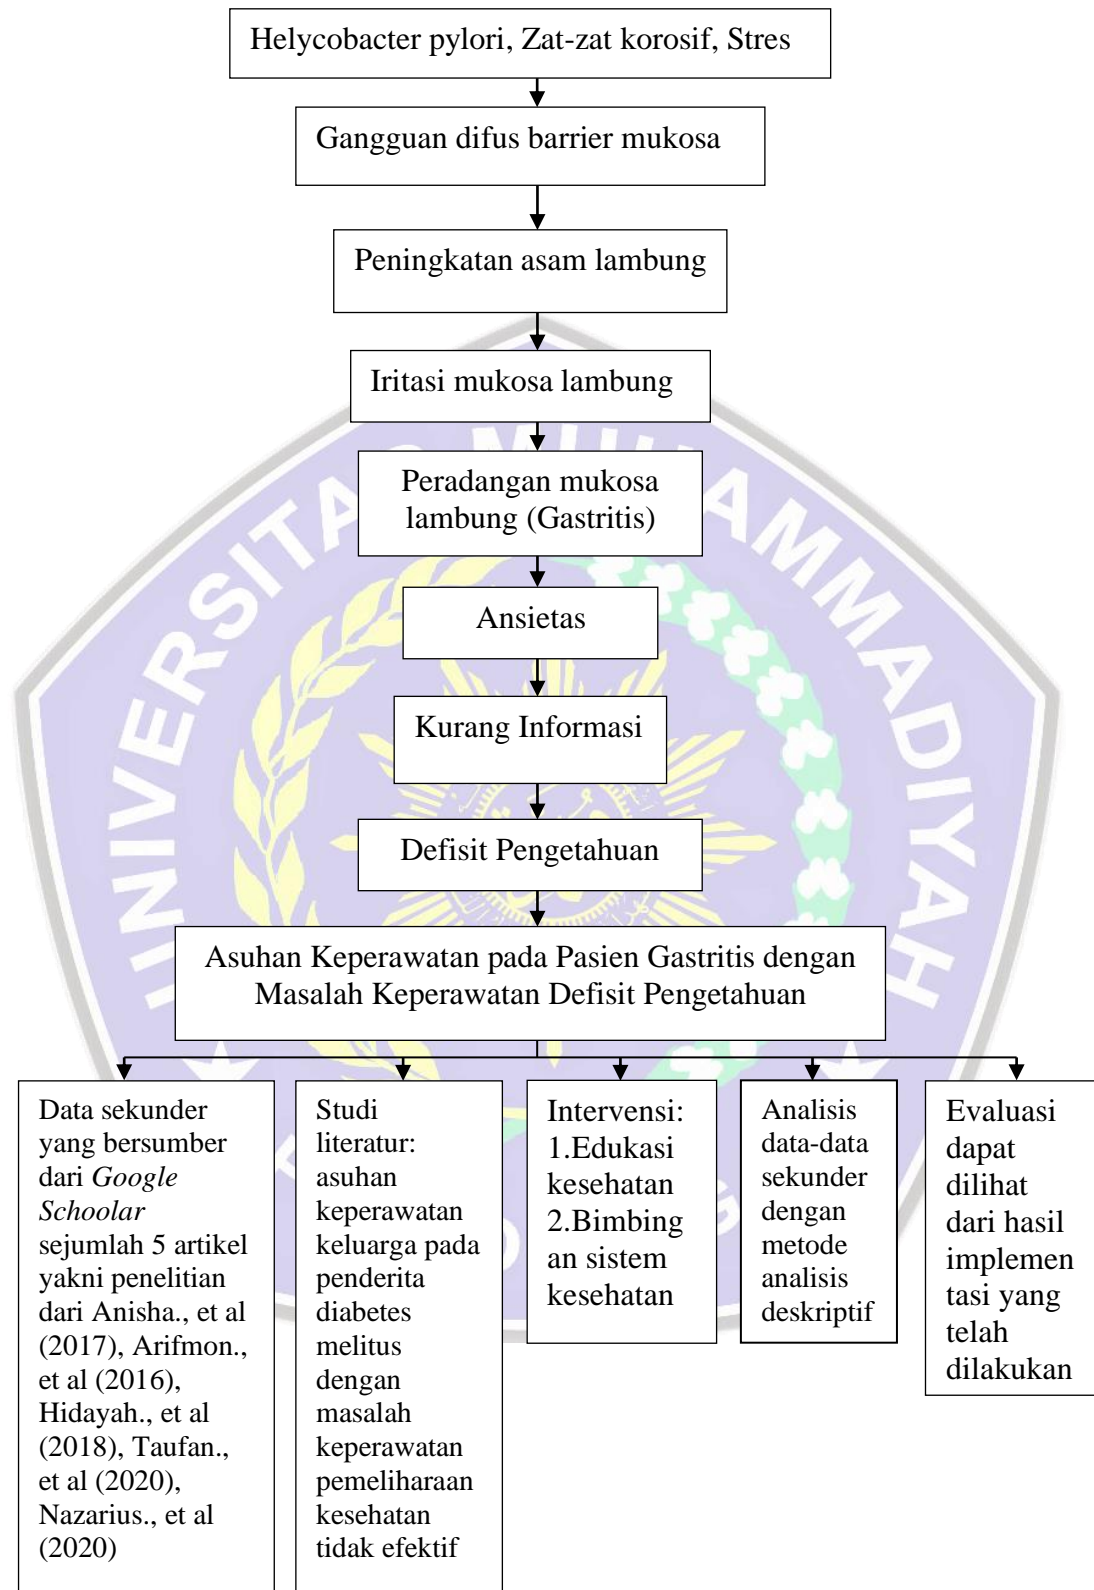 Helycobacter pylori, Zat-zat korosif, Stres
Gangguan difus barrier mukosa
Peningkatan asam lambung
Iritasi mukosa lambung
Peradangan mukosa
lambung (Gastritis)
Ansietas
Kurang Informasi
Defisit Pengetahuan
Asuhan Keperawatan pada Pasien Gastritis dengan
Masalah Keperawatan Defisit Pengetahuan
Data sekunder
yang bersumber
dari Google
Schoolar
sejumlah 5 artikel
yakni penelitian
dari Anisha., et al
(2017), Arifmon.,
et al (2016),
Hidayah., et al
(2018), Taufan.,
et al (2020),
Nazarius., et al
(2020)
Studi
literatur:
asuhan
keperawatan
keluarga pada
penderita
diabetes
melitus
dengan
masalah
keperawatan
pemeliharaan
kesehatan
tidak efektif
Intervensi:
1.Edukasi
kesehatan
2.Bimbing
an sistem
kesehatan
Analisis
data-data
sekunder
dengan
metode
analisis
deskriptif
Evaluasi
dapat
dilihat
dari hasil
implemen
tasi yang
telah
dilakukan
UNIVERSITAS MUHAMMADIYAH